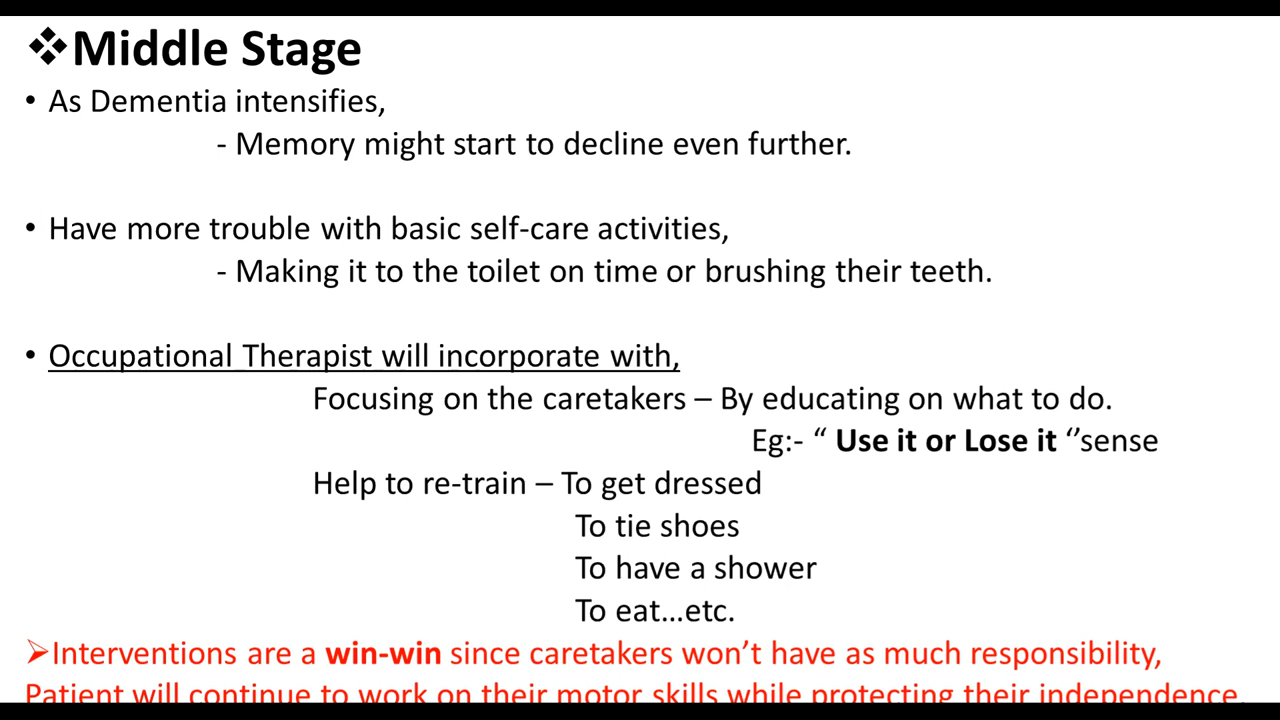 ❖Middle Stage
• As Dementia intensifies,
- Memory might start to decline even further.
• Have more trouble with basic self-care activities,
- Making it to the toilet on time or brushing their teeth.
• Occupational Therapist will incorporate with,
Focusing on the caretakers – By educating on what to do.
Eg:- “ Use it or Lose it ‘’sense
Help to re-train – To get dressed
To tie shoes
To have a shower
To eat…etc.
➢Interventions are a win-win since caretakers won’t have as much responsibility,
Patient will continue to work on their motor skills while protecting their independence.